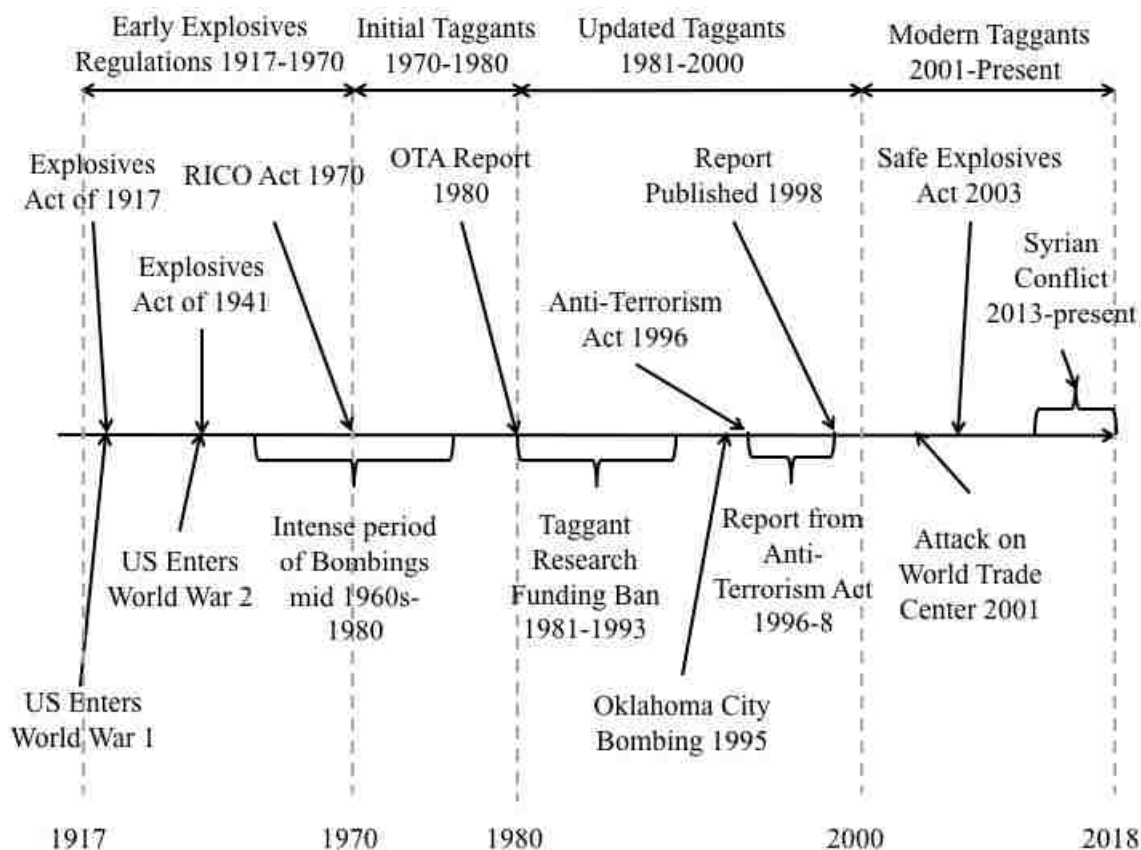 Early Explosives
Regulations 1917-1970
Initial Taggants
1970-1980
Updated Taggants
1981-2000
Modern Taggants
2001-Present
Explosives
Act of 1917
RICO Act 1970
OTA Report
1980
Report
Published 1998
Safe Explosives
Act 2003
Explosives
Act of 1941
Anti-Terrorism
Act 1996
Syrian
Conflict
2013-present
US Enters
World War 2
Intense period
of Bombings
mid 1960s-
1980
Taggant
Research
Funding Ban
1981-1993
Report from
Anti-
Terrorism Act
1996-8
Attack on
World Trade
Center 2001
US Enters
World War 1
Oklahoma City
Bombing 1995
1917
1970
1980
2000
2018